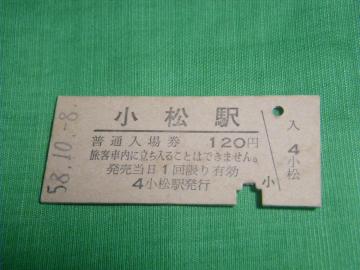 58.10.-8
小松駅
普通入場券 120円
旅客車内に立ち入ることはできません。
発売当日1回限り有効
4小松駅発行
小
入
4
小松